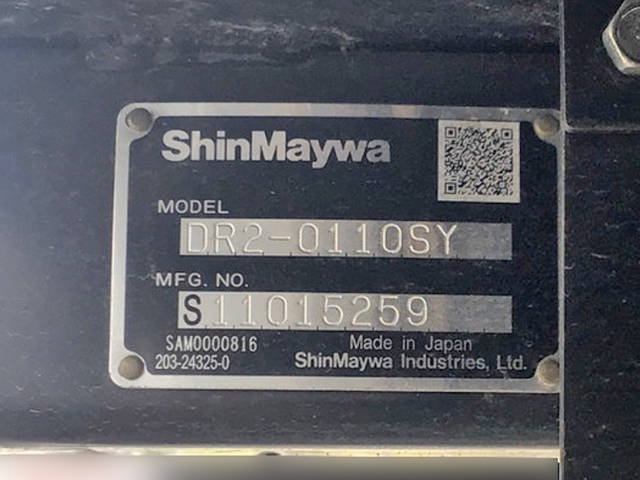 ShinMaywa
MODEL
DR2-0110SY
MFG. NO.
S11015259
SAM0000816
Made in Japan
203-24325-0
ShinMaywa Industries, Ltd.